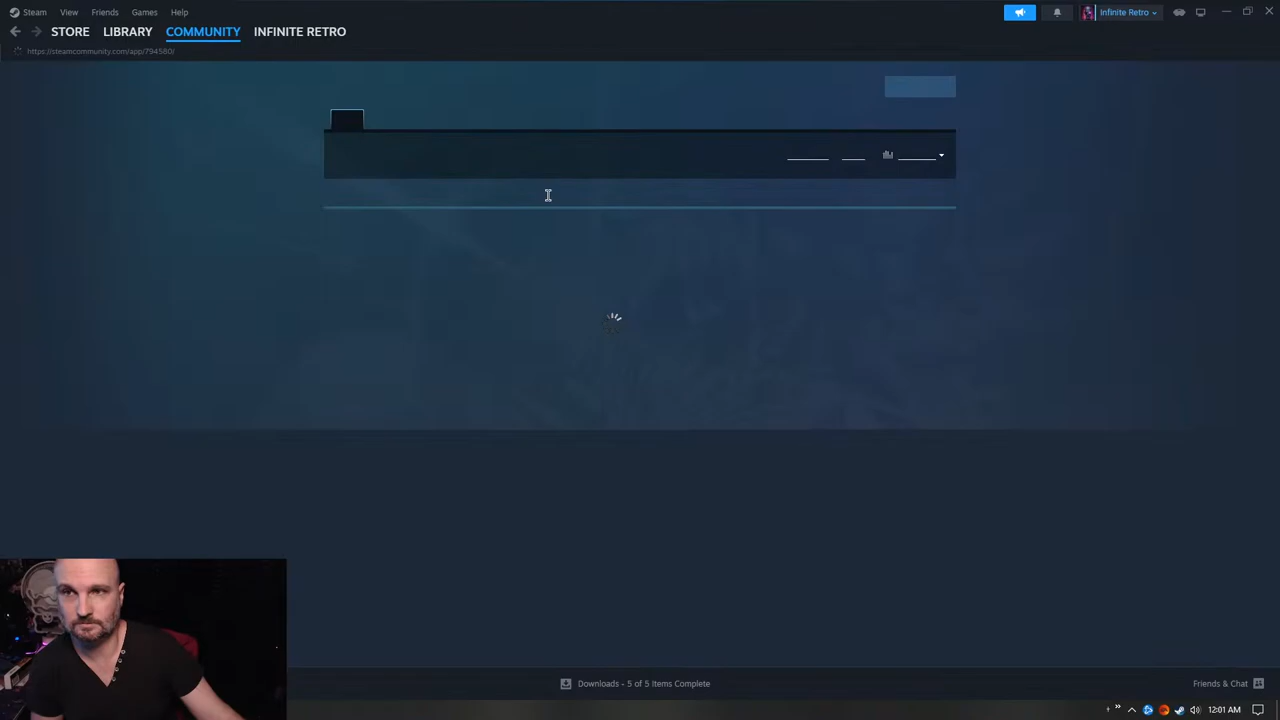 Steam View Friends Games Help
Infinite Retro
STORE LIBRARY COMMUNITY INFINITE RETRO
https://steamcommunity.com/app/794580/
Downloads - 5 of 5 Items Complete
Friends & Chat
12:01 AM